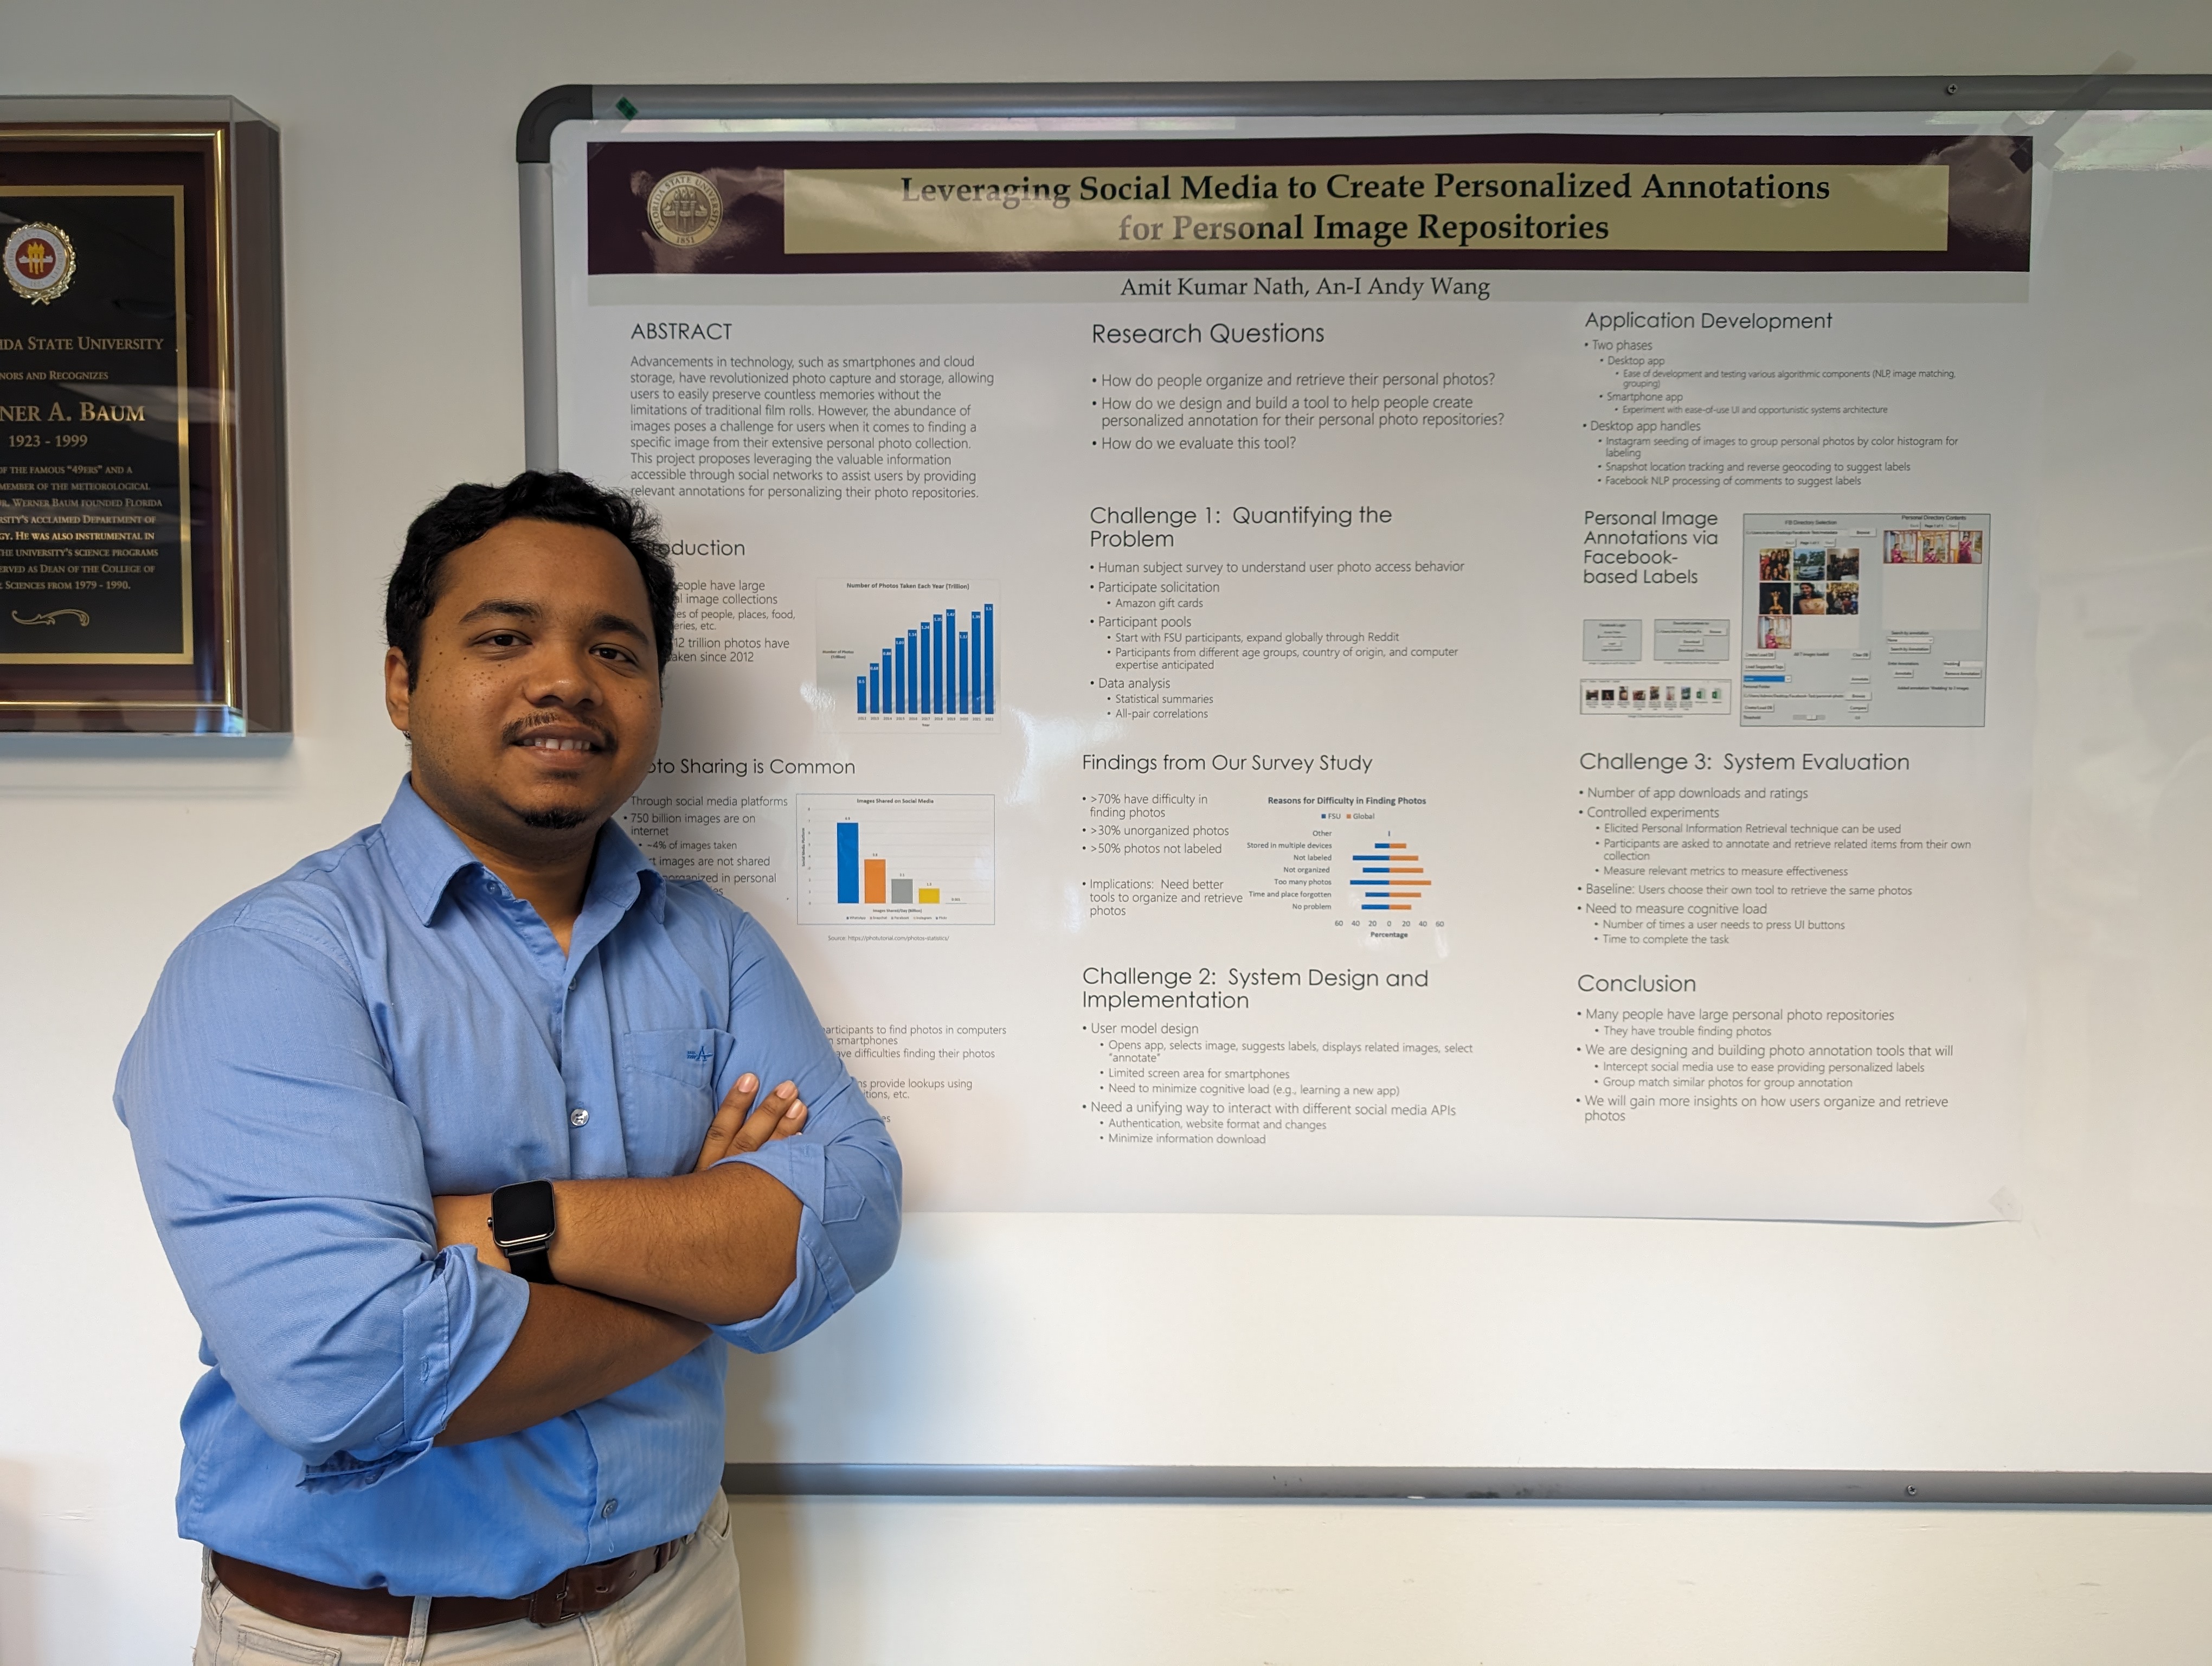 IDA STATE UNIVERSITY
NORS AND RECOGNIZES
NER A. BAUM
1923 - 1999
OF THE FAMOUS "49ERS" AND A
MEMBER OF THE METEOROLOGICAL
R. WERNER BAUM FOUNDED FLORIDA
RSITY'S ACCLAIMED DEPARTMENT OF
GY. HE WAS ALSO INSTRUMENTAL IN
HE UNIVERSITY'S SCIENCE PROGRAMS
ERVED AS DEAN OF THE COLLEGE OF
SCIENCES FROM 1979 - 1990.
FLORIDA STATE UNIVERSITY
1851
Leveraging Social Media to Create Personalized Annotations
for Personal Image Repositories
Amit Kumar Nath, An-I Andy Wang
ABSTRACT
Advancements in technology, such as smartphones and cloud
storage, have revolutionized photo capture and storage, allowing
users to easily preserve countless memories without the
limitations of traditional film rolls. However, the abundance of
images poses a challenge for users when it comes to finding a
specific image from their extensive personal photo collection.
This project proposes leveraging the valuable information
accessible through social networks to assist users by providing
relevant annotations for personalizing their photo repositories.
oduction
eople have large
al image collections
es of people, places, food,
eries, etc.
12 trillion photos have
aken since 2012
Number of Photos Taken Each Year (Trillion)
Number of Photos
(Trillion)
Year
oto Sharing is Common
Through social media platforms
• 750 billion images are on
internet
• ~4% of images taken
t images are not shared
organized in personal
es
Images Shared on Social Media
Images Shared/Day (Billion)
Source: https://phototutorial.com/photos-statistics/
articipants to find photos in computers
n smartphones
ave difficulties finding their photos
ns provide lookups using
itions, etc.
es
Research Questions
• How do people organize and retrieve their personal photos?
• How do we design and build a tool to help people create
personalized annotation for their personal photo repositories?
• How do we evaluate this tool?
Challenge 1: Quantifying the
Problem
• Human subject survey to understand user photo access behavior
• Participate solicitation
• Amazon gift cards
• Participant pools
• Start with FSU participants, expand globally through Reddit
• Participants from different age groups, country of origin, and computer
expertise anticipated
• Data analysis
• Statistical summaries
• All-pair correlations
Findings from Our Survey Study
• >70% have difficulty in
finding photos
• >30% unorganized photos
• >50% photos not labeled
• Implications: Need better
tools to organize and retrieve
photos
Reasons for Difficulty in Finding Photos
FSU Global
Other
Stored in multiple devices
Not labeled
Not organized
Too many photos
Time and place forgotten
No problem
60 40 20 0 20 40 60
Percentage
Challenge 2: System Design and
Implementation
• User model design
• Opens app, selects image, suggests labels, displays related images, select
"annotate"
• Limited screen area for smartphones
• Need to minimize cognitive load (e.g., learning a new app)
• Need a unifying way to interact with different social media APIs
• Authentication, website format and changes
• Minimize information download
Application Development
• Two phases
• Desktop app
• Ease of development and testing various algorithmic components (NLP, image matching,
grouping)
• Smartphone app
• Experiment with ease-of-use UI and opportunistic systems architecture
• Desktop app handles
• Instagram seeding of images to group personal photos by color histogram for
labeling
• Snapshot location tracking and reverse geocoding to suggest labels
• Facebook NLP processing of comments to suggest labels
Personal Image
Annotations via
Facebook-
based Labels
FB Directory Selection
Personal Directory Contents
Challenge 3: System Evaluation
• Number of app downloads and ratings
• Controlled experiments
• Elicited Personal Information Retrieval technique can be used
• Participants are asked to annotate and retrieve related items from their own
collection
• Measure relevant metrics to measure effectiveness
• Baseline: Users choose their own tool to retrieve the same photos
• Need to measure cognitive load
• Number of times a user needs to press UI buttons
• Time to complete the task
Conclusion
• Many people have large personal photo repositories
• They have trouble finding photos
• We are designing and building photo annotation tools that will
• Intercept social media use to ease providing personalized labels
• Group match similar photos for group annotation
• We will gain more insights on how users organize and retrieve
photos